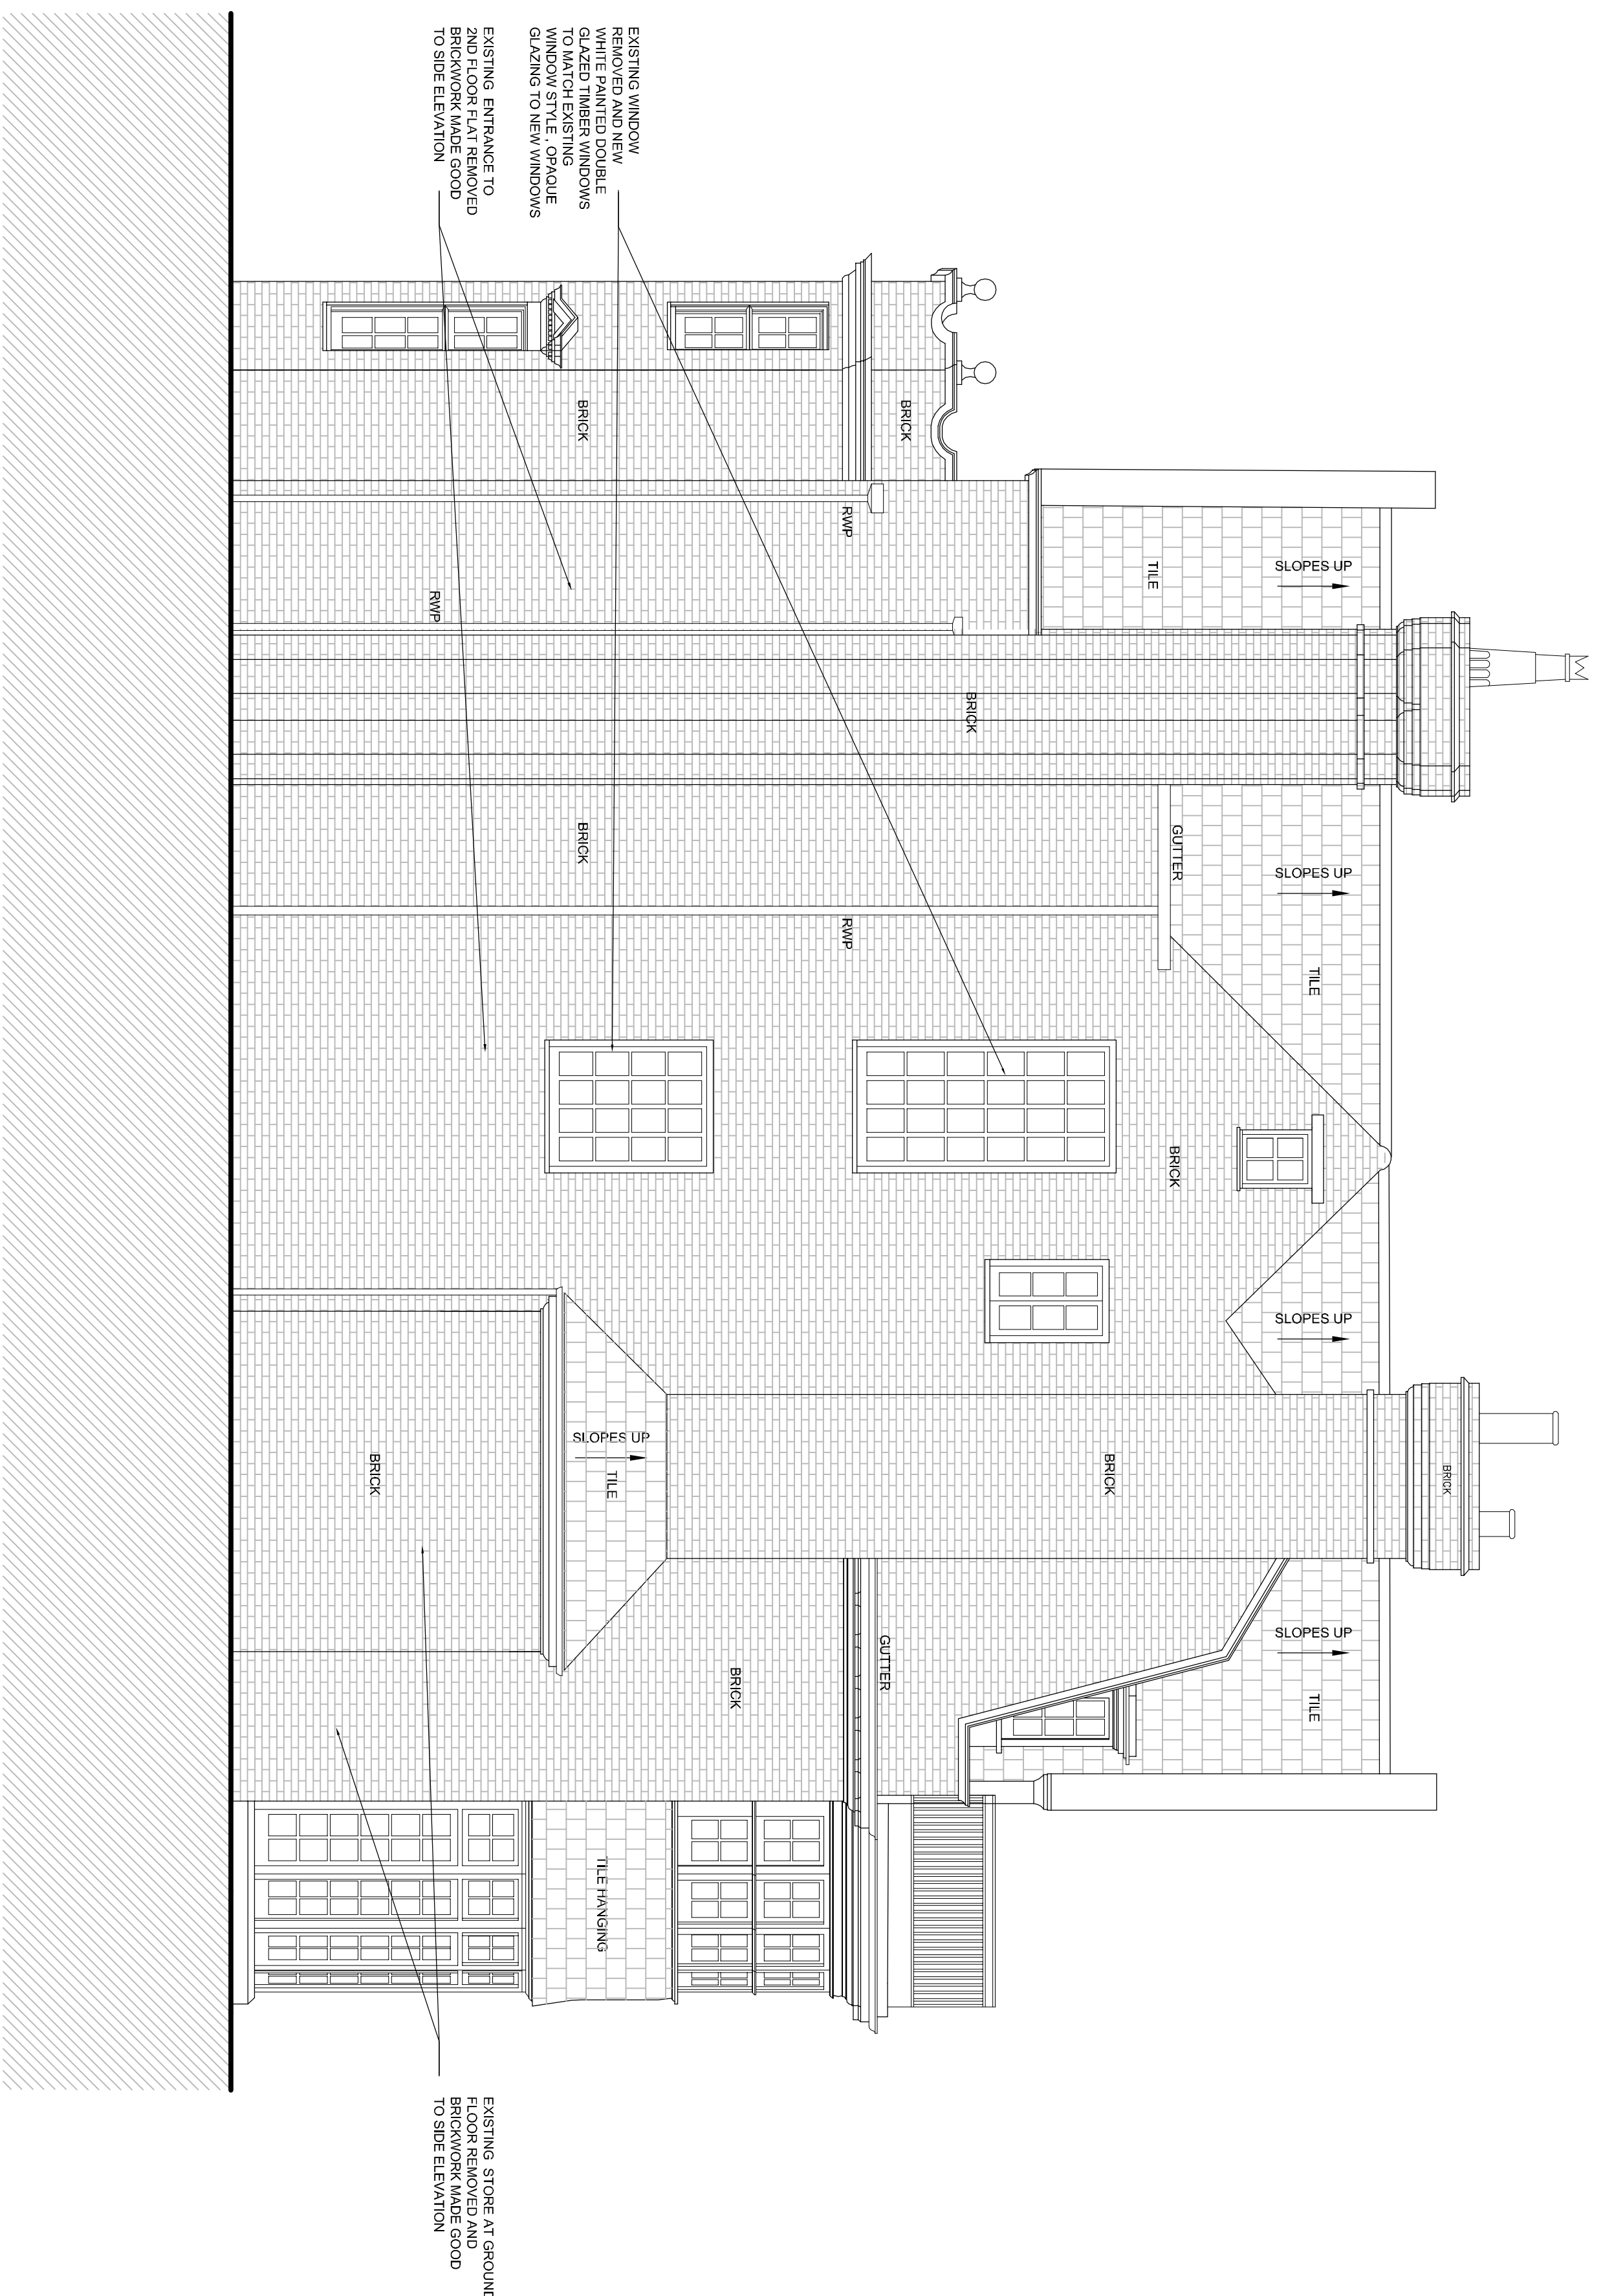 EXISTING WINDOW
REMOVED AND NEW
WHITE PAINTED DOUBLE
GLAZED TIMBER WINDOWS
TO MATCH EXISTING
WINDOW STYLE , OPAQUE
GLAZING TO NEW WINDOWS
EXISTING ENTRANCE TO
2ND FLOOR FLAT REMOVED
BRICKWORK MADE GOOD
TO SIDE ELEVATION
BRICK
BRICK
RWP
RWP
TILE
SLOPES UP
BRICK
BRICK
GUTTER
SLOPES UP
RWP
TILE
BRICK
SLOPES UP
BRICK
SLOPES UP
TILE
BRICK
BRICK
BRICK
GUTTER
SLOPES UP
TILE
TILE HANGING
EXISTING STORE AT GROUND
FLOOR REMOVED AND
BRICKWORK MADE GOOD
TO SIDE ELEVATION